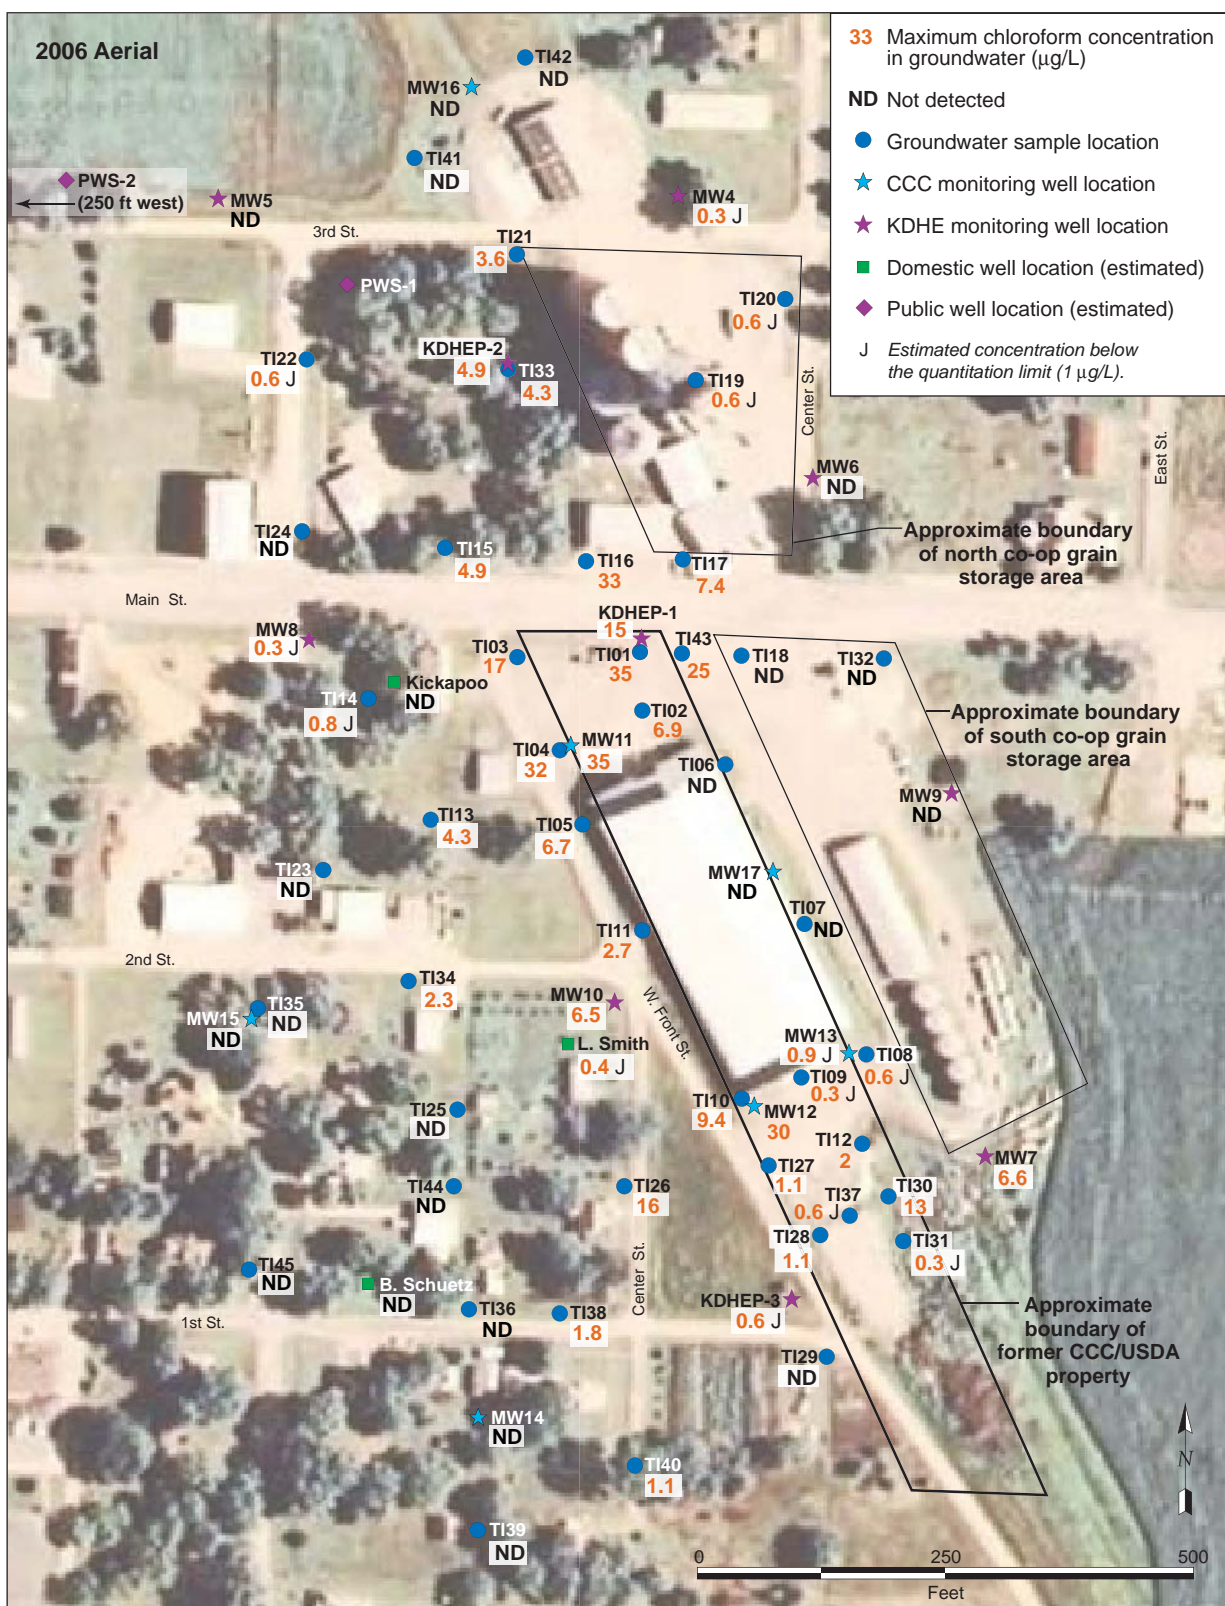 2006 Aerial
33 Maximum chloroform concentration
in groundwater (µg/L)
ND Not detected
Groundwater sample location
CCC monitoring well location
KDHE monitoring well location
Domestic well location (estimated)
Public well location (estimated)
J Estimated concentration below
the quantitation limit (1 µg/L).
TI42
ND
MW16
ND
TI41
ND
PWS-2
(250 ft west)
MW5
ND
MW4
0.3 J
3rd St.
TI21
3.6
PWS-1
TI20
0.6 J
TI22
0.6 J
KDHEP-2
4.9
TI33
4.3
TI19
0.6 J
Center St.
East St.
MW6
ND
Approximate boundary
of north co-op grain
storage area
TI24
ND
TI15
4.9
TI16
33
TI17
7.4
Main St.
MW8
0.3 J
KDHEP-1
15
TI03
17
TI01
35
TI43
25
TI18
ND
TI32
ND
Kickapoo
ND
TI14
0.8 J
TI02
6.9
Approximate boundary
of south co-op grain
storage area
TI04
32
MW11
35
TI06
ND
MW9
ND
TI13
4.3
TI05
6.7
TI23
ND
MW17
ND
TI07
ND
TI11
2.7
2nd St.
TI34
2.3
MW10
6.5
W. Front St.
TI35
ND
MW15
ND
L. Smith
0.4 J
MW13
0.9 J
TI08
0.6 J
TI09
0.3 J
TI10
9.4
MW12
30
TI25
ND
TI12
2
MW7
6.6
TI27
1.1
TI44
ND
TI26
16
TI30
13
TI37
0.6 J
TI28
1.1
TI31
0.3 J
TI45
ND
B. Schuetz
ND
Center St.
KDHEP-3
0.6 J
Approximate
boundary of
former CCC/USDA
property
1st St.
TI36
ND
TI38
1.8
TI29
ND
MW14
ND
TI40
1.1
N
TI39
ND
0 250 500
Feet